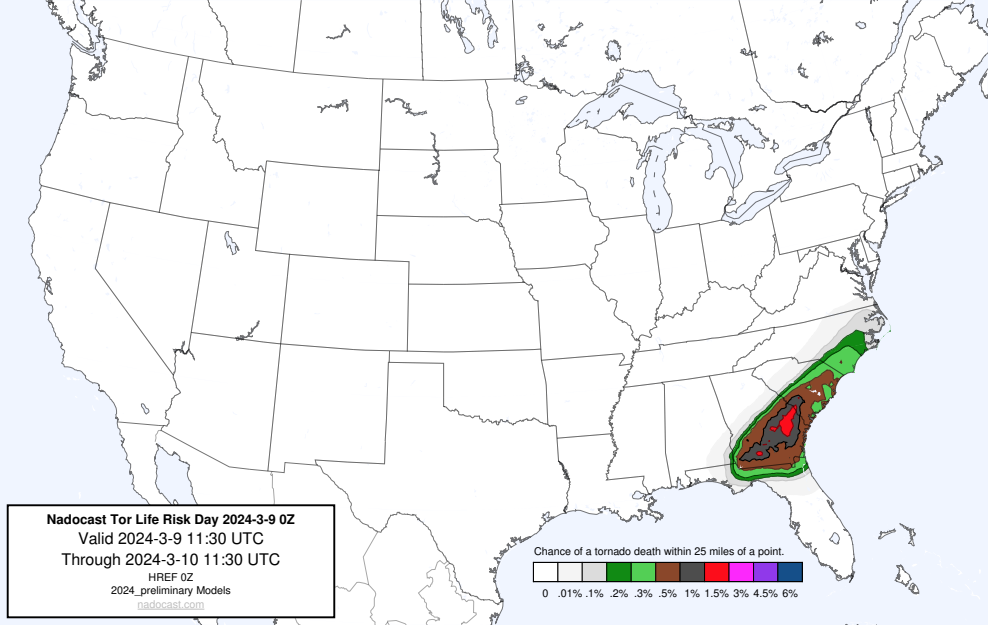 Nadocast Tor Life Risk Day 2024-3-9 0Z
Valid 2024-3-9 11:30 UTC
Through 2024-3-10 11:30 UTC
HREF 0Z
2024_preliminary Models
nadocast.com
Chance of a tornado death within 25 miles of a point.
0 .01% .1% .2% .3% .5% 1% 1.5% 3% 4.5% 6%